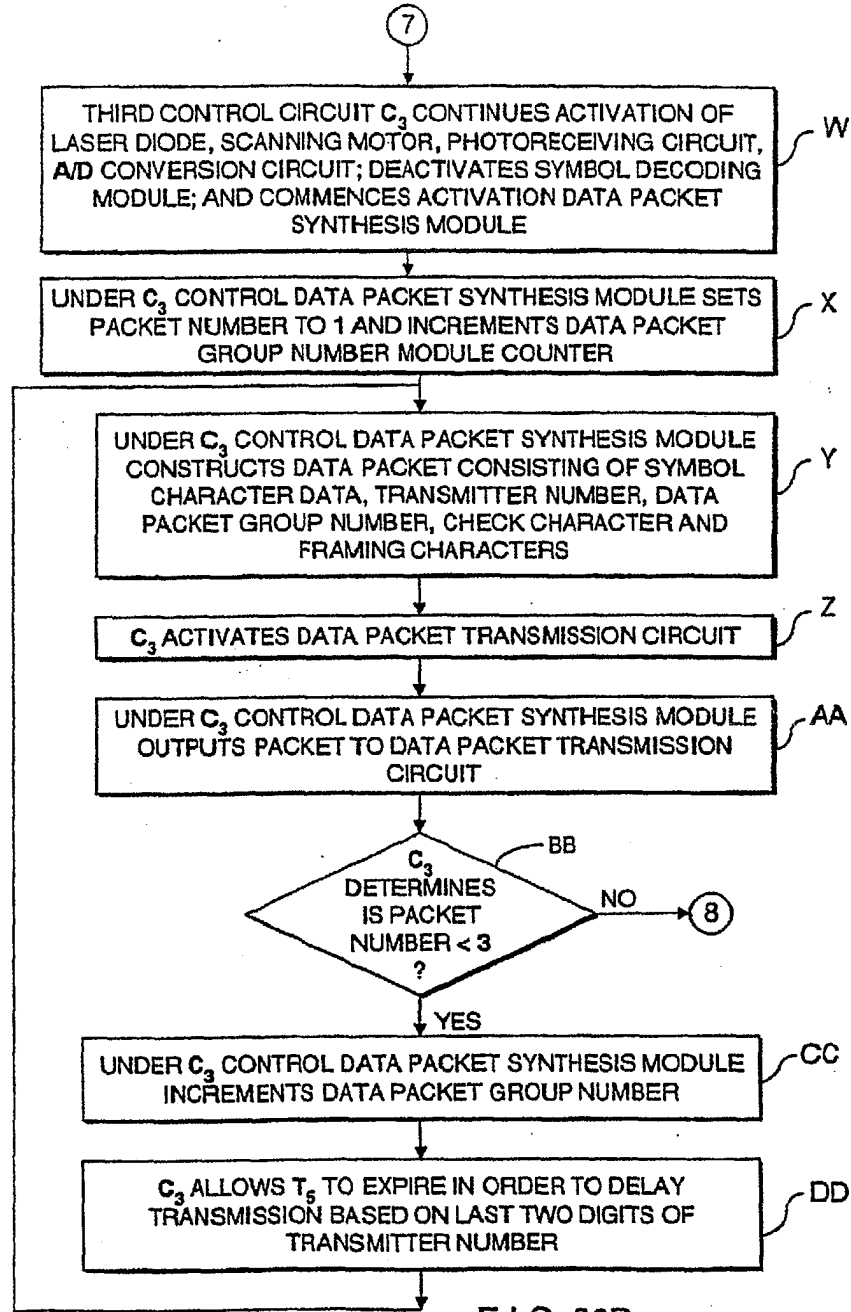 7
THIRD CONTROL CIRCUIT C3 CONTINUES ACTIVATION OF
LASER DIODE, SCANNING MOTOR, PHOTORECEIVING CIRCUIT,
A/D CONVERSION CIRCUIT; DEACTIVATES SYMBOL DECODING
MODULE; AND COMMENCES ACTIVATION DATA PACKET
SYNTHESIS MODULE
W
UNDER C3 CONTROL DATA PACKET SYNTHESIS MODULE SETS
PACKET NUMBER TO 1 AND INCREMENTS DATA PACKET
GROUP NUMBER MODULE COUNTER
X
UNDER C3 CONTROL DATA PACKET SYNTHESIS MODULE
CONSTRUCTS DATA PACKET CONSISTING OF SYMBOL
CHARACTER DATA, TRANSMITTER NUMBER, DATA
PACKET GROUP NUMBER, CHECK CHARACTER AND
FRAMING CHARACTERS
Y
C3 ACTIVATES DATA PACKET TRANSMISSION CIRCUIT
Z
UNDER C3 CONTROL DATA PACKET SYNTHESIS MODULE
OUTPUTS PACKET TO DATA PACKET TRANSMISSION
CIRCUIT
AA
C3
DETERMINES
IS PACKET
NUMBER < 3
?
BB
NO
8
YES
UNDER C3 CONTROL DATA PACKET SYNTHESIS MODULE
INCREMENTS DATA PACKET GROUP NUMBER
CC
C3 ALLOWS T5 TO EXPIRE IN ORDER TO DELAY
TRANSMISSION BASED ON LAST TWO DIGITS OF
TRANSMITTER NUMBER
DD